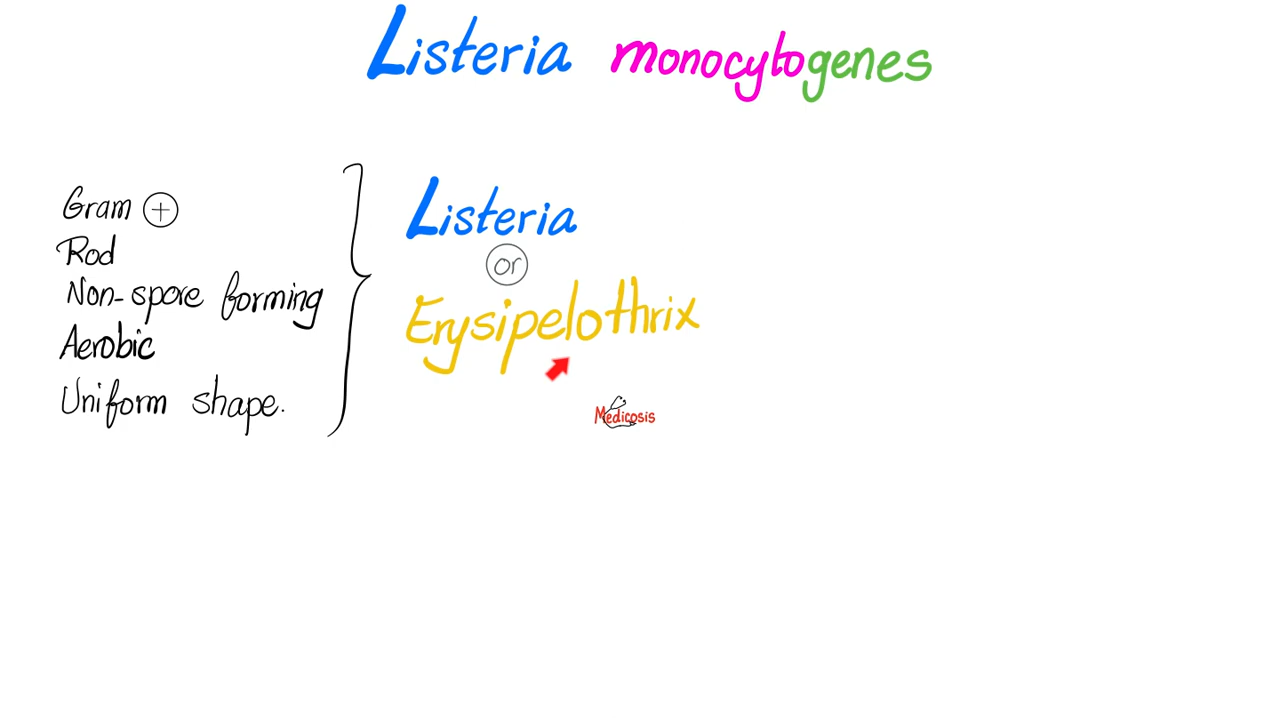 Listeria monocytogenes
Gram +
Rod
Non-spore forming
Aerobic
Uniform shape.
Listeria
or
Erysipelothrix
Medicosis